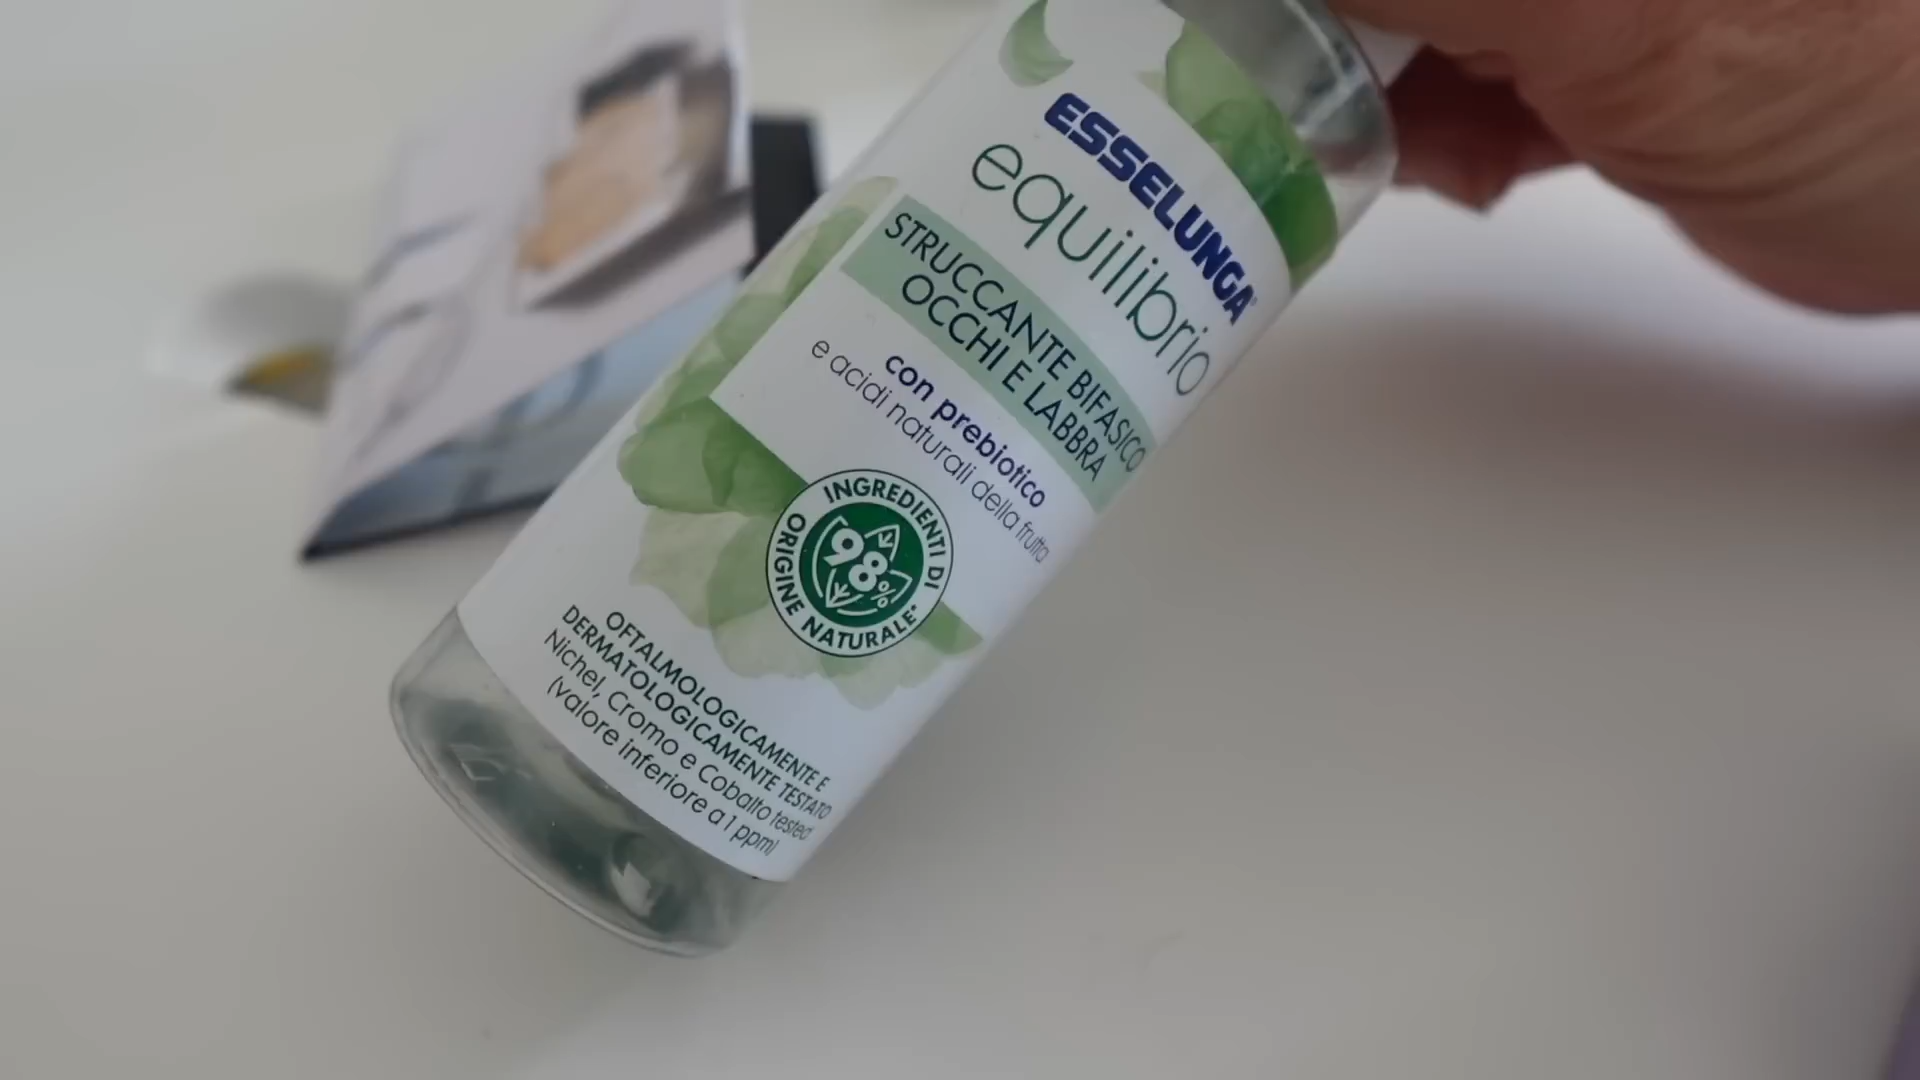 ESSELUNGA
equilibrio
STRUCCANTE BIFASICO
OCCHI E LABBRA
con prebiotico
e acidi naturali della frutta
INGREDIENTI DI
ORIGINE NATURALE*
98%
OFTALMOLOGICAMENTE E
DERMATOLOGICAMENTE TESTATO
Nichel, Cromo e Cobalto tested
(valore inferiore a 1 ppm)